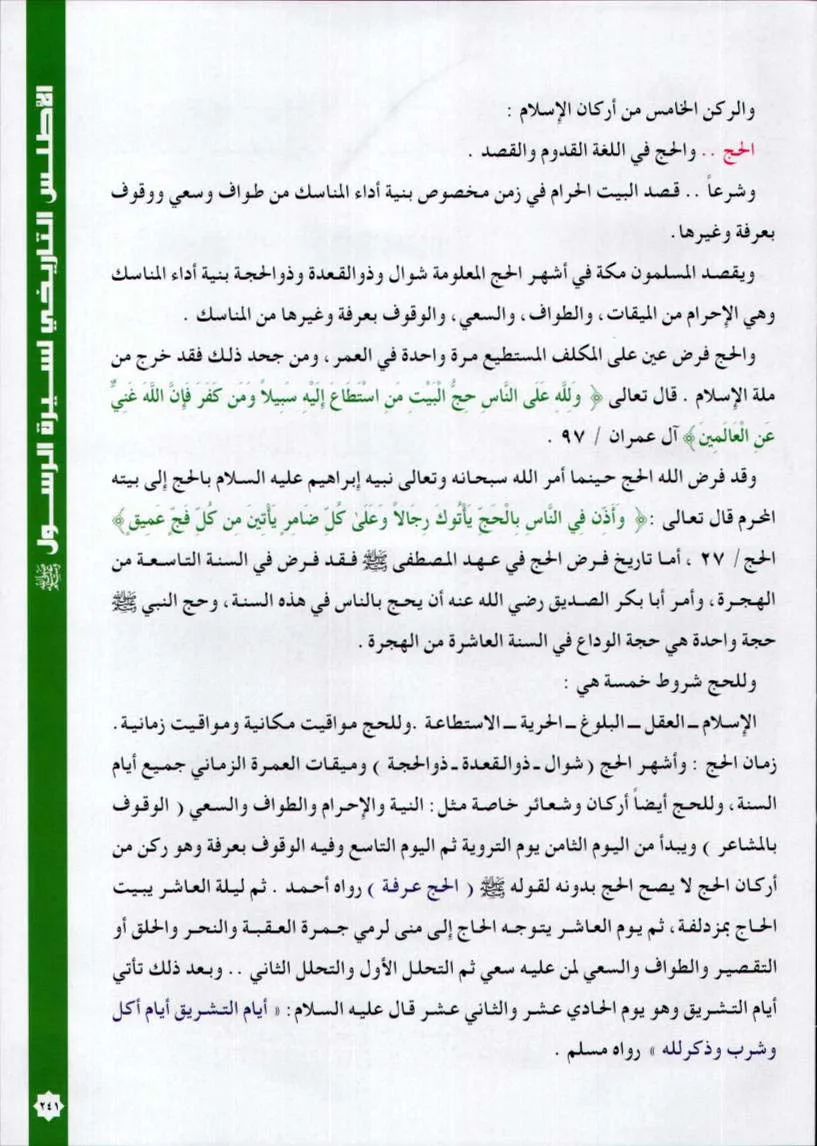 والركن الخامس من أركان الإسلام :
الحج . . والحج في اللغة القدوم والقصد .
وشرعاً . . قصد البيت الحرام في زمن مخصوص بنية أداء المناسك من طواف وسعي ووقوف
بعرفة وغيرها .
ويقصد المسلمون مكة في أشهر الحج المعلومة شوال وذوالقعدة وذوالحجة بنية أداء المناسك
وهي الإحرام من الميقات، والطواف، والسعي، والوقوف بعرفة وغيرها من المناسك .
والحج فرض عين على المكلف المستطيع مرة واحدة في العمر، ومن جحد ذلك فقد خرج من
ملة الإسلام . قال تعالى ﴿ وَلِلَّهِ عَلَى النَّاسِ حِجُّ الْبَيْتِ مَنِ اسْتَطَاعَ إِلَيْهِ سَبِيلاً وَمَن كَفَرَ فَإِنَّ اللَّهَ غَنِيٌّ
عَنِ الْعَالَمِينَ ﴾ آل عمران / ٩٧ .
وقد فرض الله الحج حينما أمر الله سبحانه وتعالى نبيه إبراهيم عليه السلام بالحج إلى بيته
المحرم قال تعالى : ﴿ وَأَذِّن فِي النَّاسِ بِالْحَجِّ يَأْتُوكَ رِجَالاً وَعَلَىٰ كُلِّ ضَامِرٍ يَأْتِينَ مِن كُلِّ فَجٍّ عَمِيقٍ ﴾
الحج / ٢٧ ، أما تاريخ فرض الحج في عهد المصطفى ﷺ فقد فرض في السنة التاسعة من
الهجرة، وأمر أبا بكر الصديق رضي الله عنه أن يحج بالناس في هذه السنة، وحج النبي ﷺ
حجة واحدة هي حجة الوداع في السنة العاشرة من الهجرة .
وللحج شروط خمسة هي :
الإسلام ــ العقل ــ البلوغ ــ الحرية ــ الاستطاعة . وللحج مواقيت مكانية ومواقيت زمانية .
زمان الحج : وأشهر الحج ( شوال ـ ذوالقعدة ـ ذوالحجة ) وميقات العمرة الزماني جميع أيام
السنة، وللحج أيضاً أركان وشعائر خاصة مثل : النية والإحرام والطواف والسعي ( الوقوف
بالمشاعر ) ويبدأ من اليوم الثامن يوم التروية ثم اليوم التاسع وفيه الوقوف بعرفة وهو ركن من
أركان الحج لا يصح الحج بدونه لقوله ﷺ ( الحج عرفة ) رواه أحمد . ثم ليلة العاشر يبيت
الحاج بمزدلفة، ثم يوم العاشر يتوجه الحاج إلى منى لرمي جمرة العقبة والنحر والحلق أو
التقصير والطواف والسعي لمن عليه سعي ثم التحلل الأول والتحلل الثاني . . وبعد ذلك تأتي
أيام التشريق وهو يوم الحادي عشر والثاني عشر قال عليه السلام : « أيام التشريق أيام أكل
وشرب وذكر لله » رواه مسلم .
الأطلس التاريخي لسيرة الرسول ﷺ
٢٤١